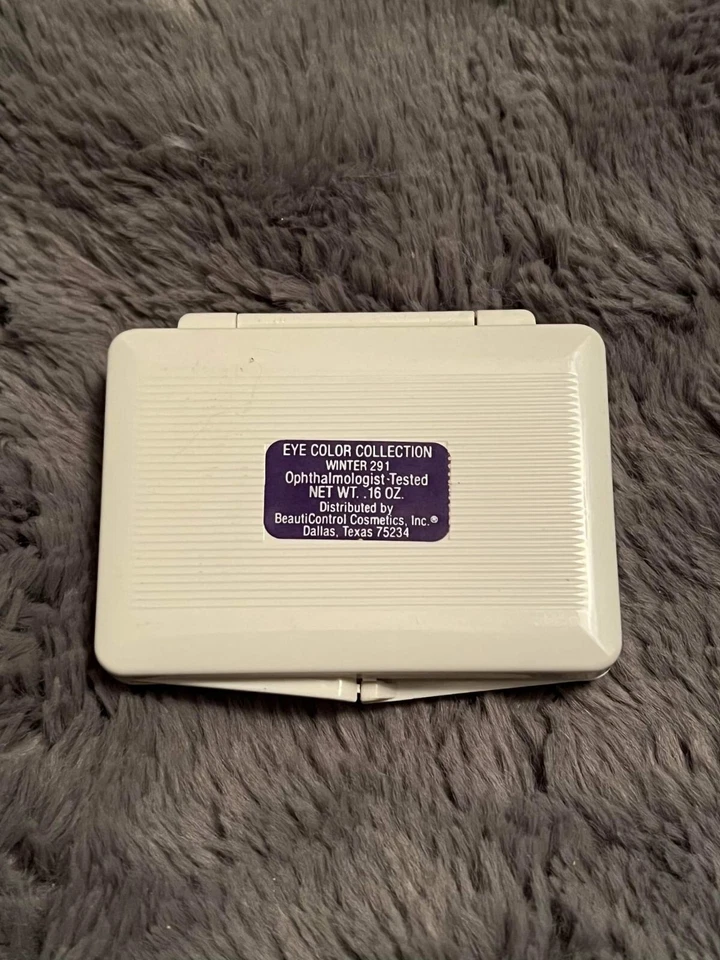 EYE COLOR COLLECTION
WINTER 291
Ophthalmologist-Tested
NET WT. .16 OZ.
Distributed by
BeautiControl Cosmetics, Inc.®
Dallas, Texas 75234